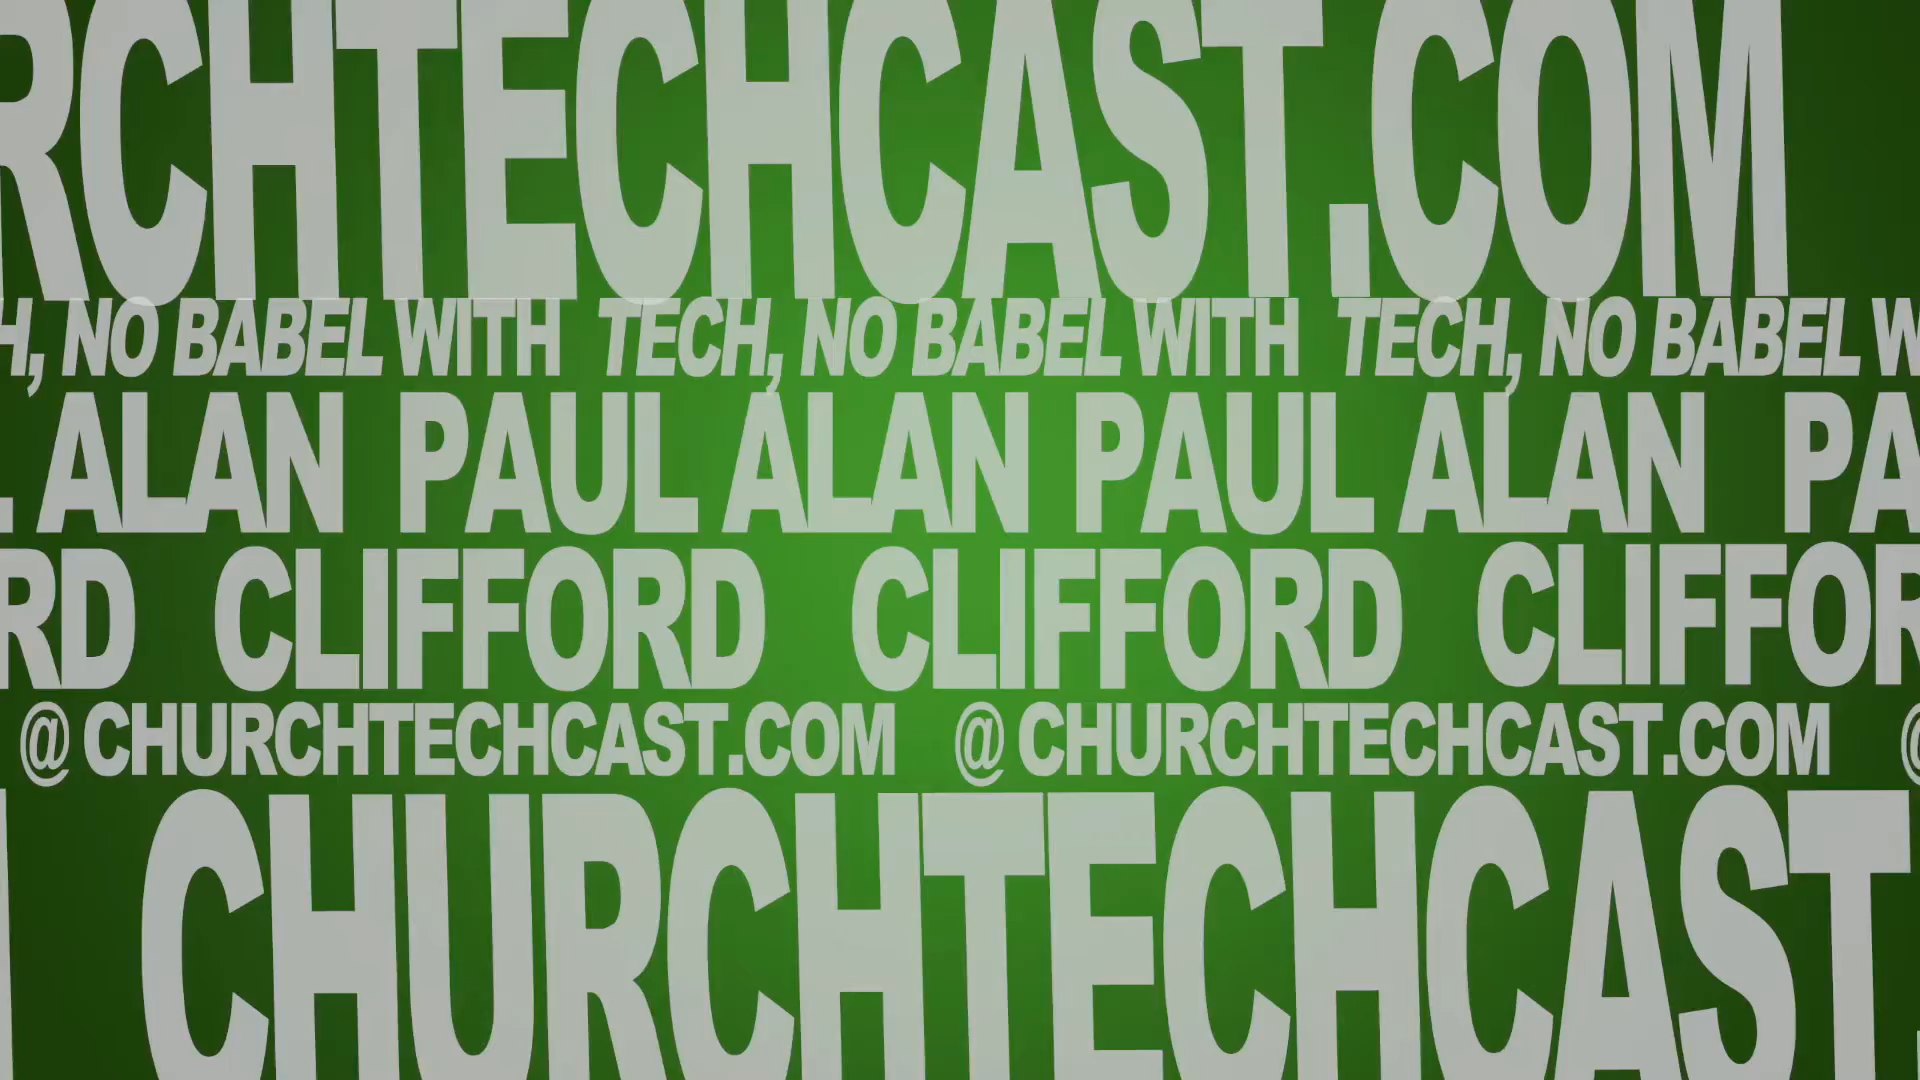 RCHTECHCAST.COM
H, NO BABEL WITH TECH, NO BABEL WITH TECH, NO BABEL W
L ALAN PAUL ALAN PAUL ALAN PA
RD CLIFFORD CLIFFORD CLIFFOR
@CHURCHTECHCAST.COM @CHURCHTECHCAST.COM @
CHURCHTECHCAST.